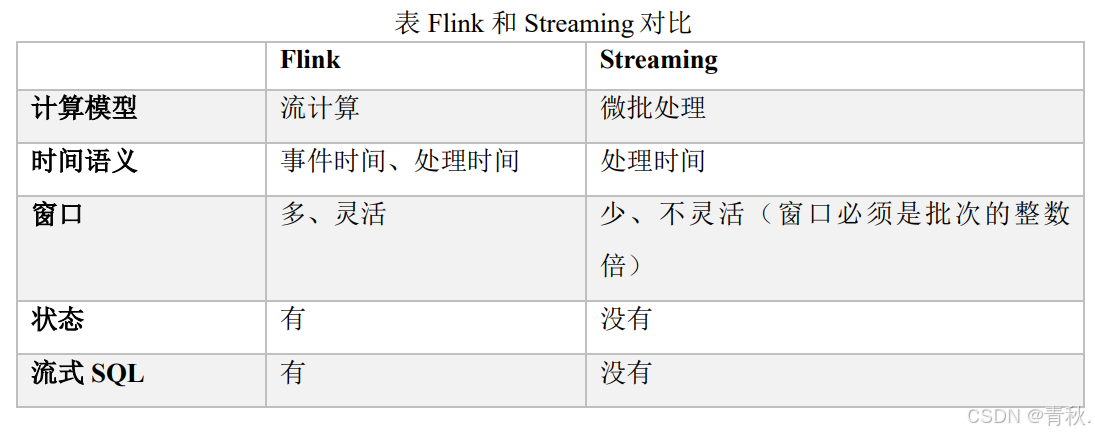 表 Flink 和 Streaming 对比
Flink Streaming
计算模型 流计算 微批处理
时间语义 事件时间、处理时间 处理时间
窗口 多、灵活 少、不灵活（窗口必须是批次的整数
倍）
状态 有 没有
流式 SQL 有 没有
CSDN @青秋.